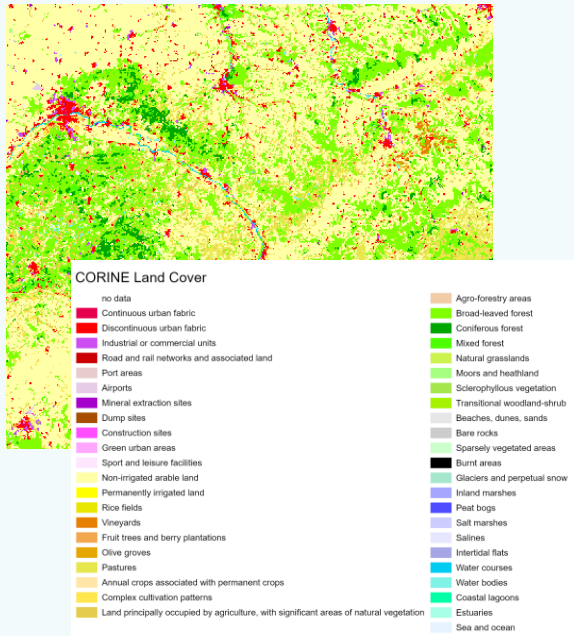 CORINE Land Cover
no data
Continuous urban fabric
Discontinuous urban fabric
Industrial or commercial units
Road and rail networks and associated land
Port areas
Airports
Mineral extraction sites
Dump sites
Construction sites
Green urban areas
Sport and leisure facilities
Non-irrigated arable land
Permanently irrigated land
Rice fields
Vineyards
Fruit trees and berry plantations
Olive groves
Pastures
Annual crops associated with permanent crops
Complex cultivation patterns
Land principally occupied by agriculture, with significant areas of natural vegetation
Agro-forestry areas
Broad-leaved forest
Coniferous forest
Mixed forest
Natural grasslands
Moors and heathland
Sclerophyllous vegetation
Transitional woodland-shrub
Beaches, dunes, sands
Bare rocks
Sparsely vegetated areas
Burnt areas
Glaciers and perpetual snow
Inland marshes
Peat bogs
Salt marshes
Salines
Intertidal flats
Water courses
Water bodies
Coastal lagoons
Estuaries
Sea and ocean